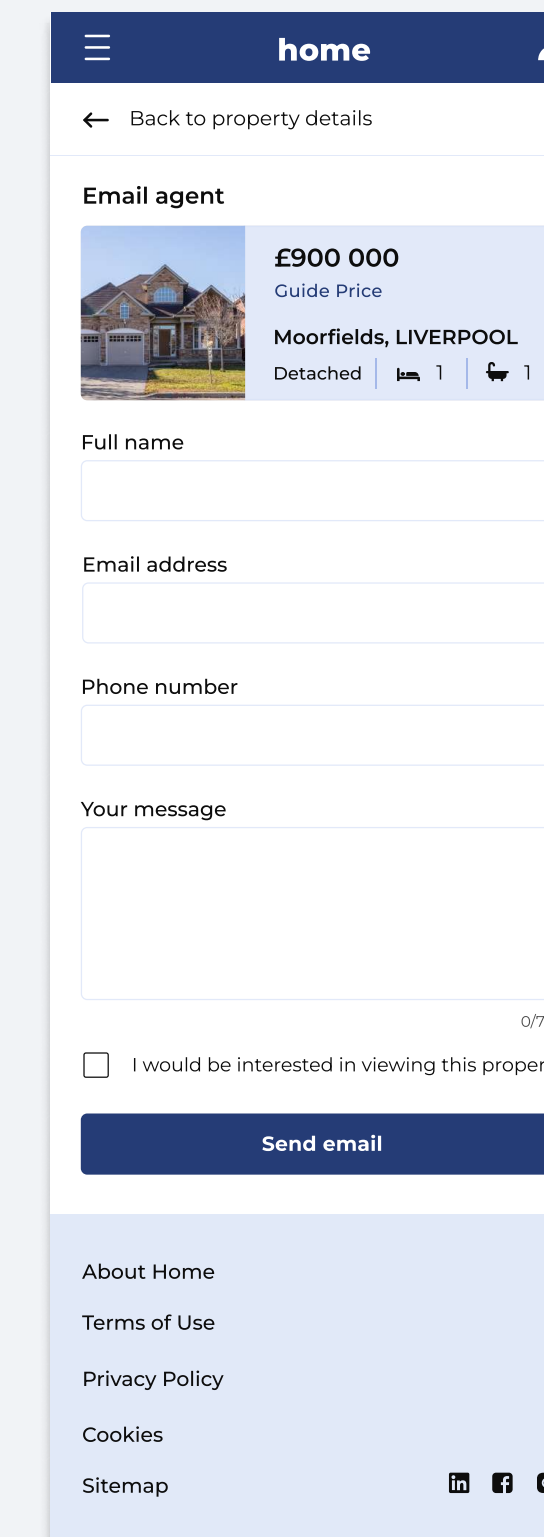 home
Back to property details
Email agent
£900 000
Guide Price
Moorfields, LIVERPOOL
Detached 1 1
Full name
Email address
Phone number
Your message
0/7
I would be interested in viewing this proper
Send email
About Home
Terms of Use
Privacy Policy
Cookies
Sitemap